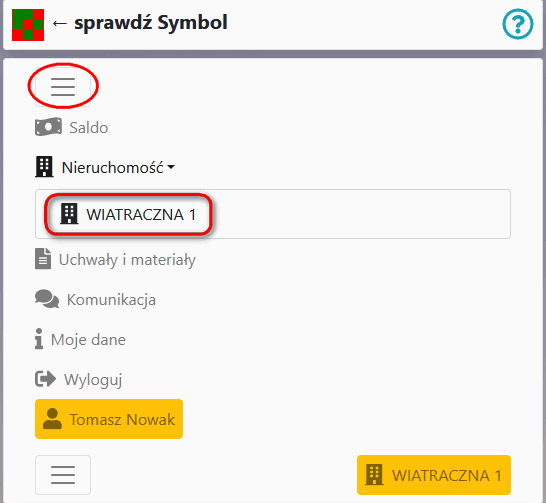 ← sprawdź Symbol
?
Saldo
Nieruchomość
WIATRACZNA 1
Uchwały i materiały
Komunikacja
Moje dane
Wyloguj
Tomasz Nowak
WIATRACZNA 1